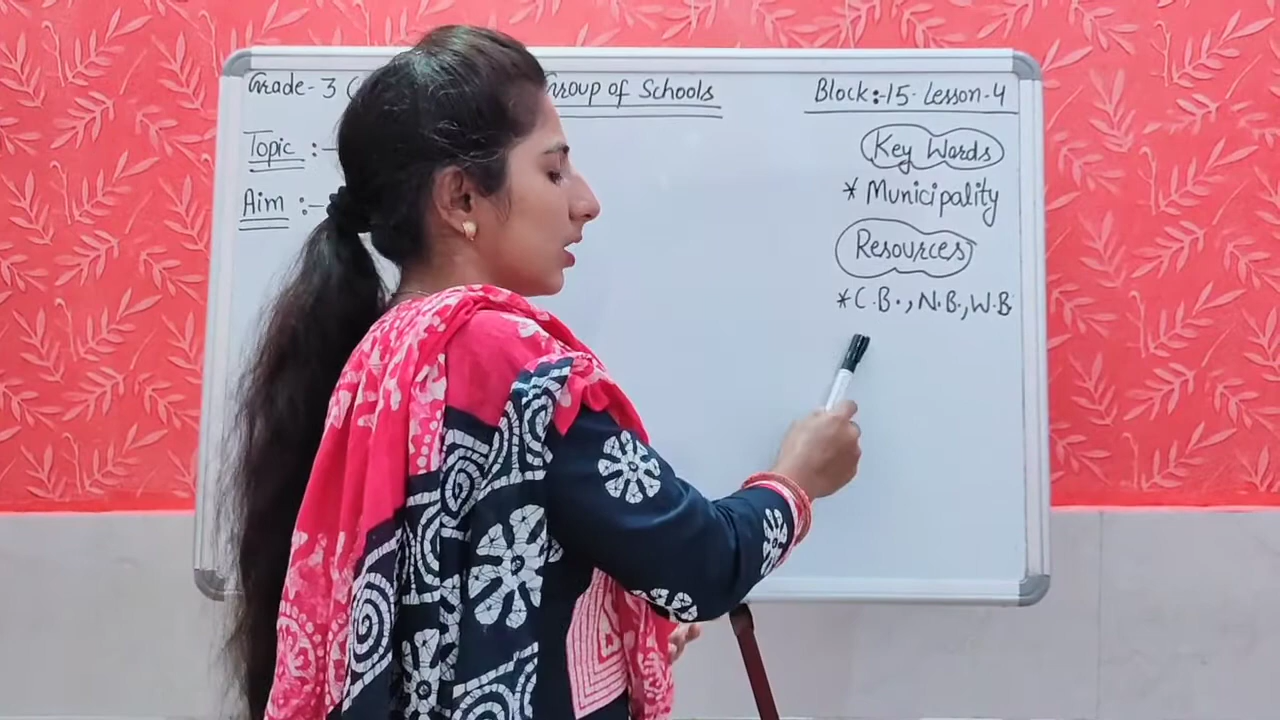 Grade-3 Group of Schools Block:-15- Lesson-4
Topic :-
Aim :-
Key Words
* Municipality
Resources
* C.B., N.B., W.B.